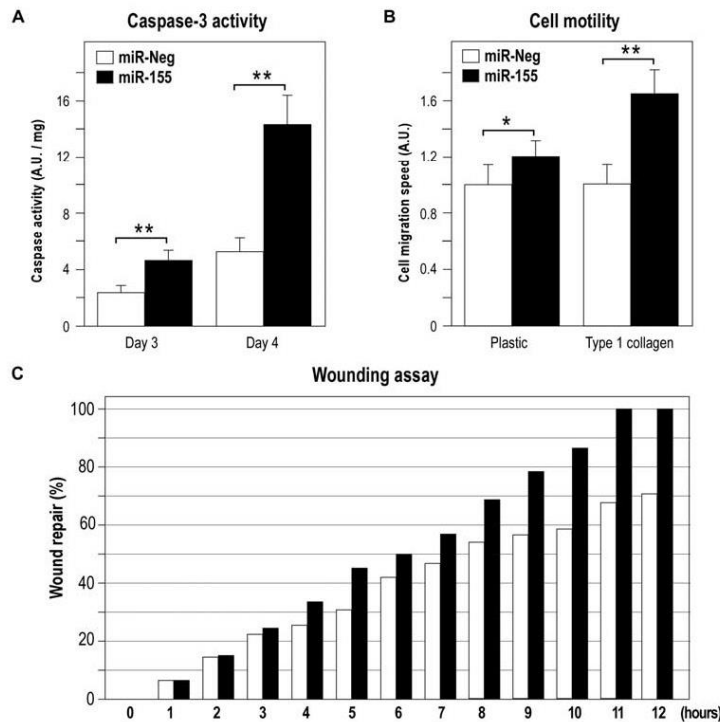 A
Caspase-3 activity
miR-Neg
miR-155
Caspase activity (A.U. / mg)
16
12
8
4
0
**
**
Day 3
Day 4
B
Cell motility
miR-Neg
miR-155
Cell migration speed (A.U.)
1.6
1.2
0.8
0.4
0
*
**
Plastic
Type 1 collagen
C
Wounding assay
Wound repair (%)
100
80
60
40
20
0
0 1 2 3 4 5 6 7 8 9 10 11 12 (hours)